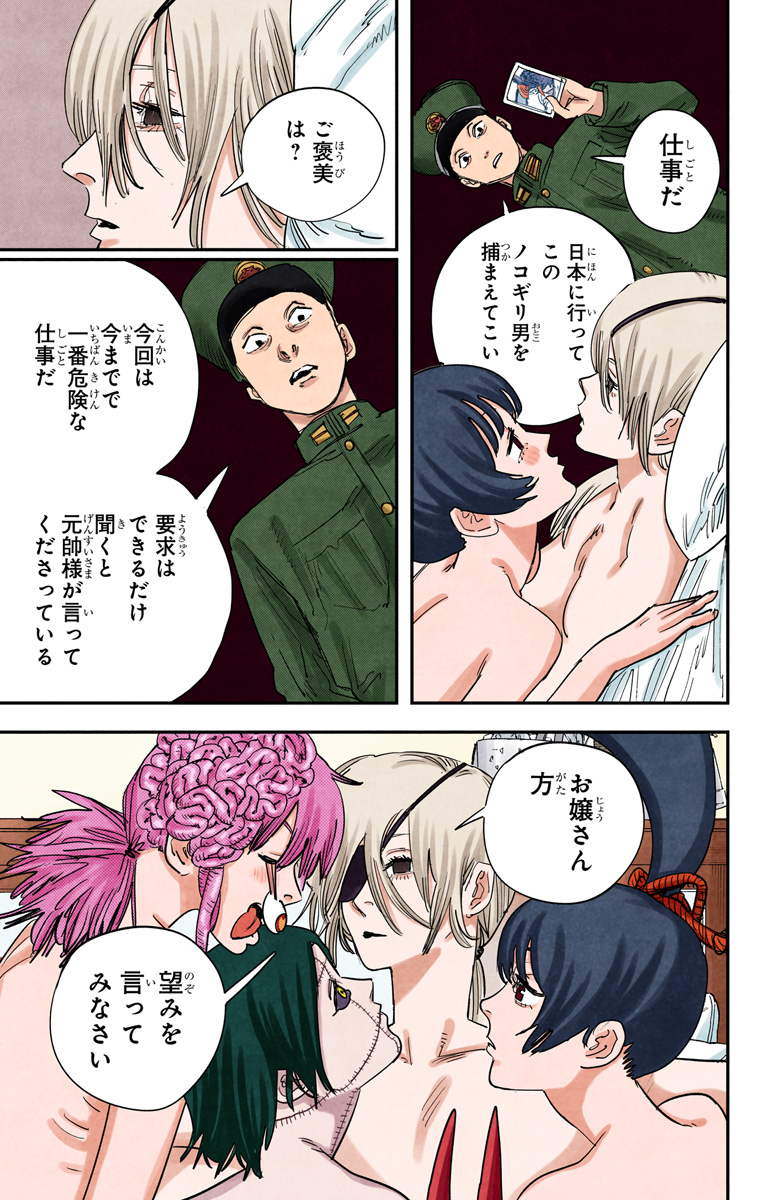 仕事だ
日本に行って
この
ノコギリ男を
捕まえてこい
ご褒美
は?
今回は
今までで
一番危険な
仕事だ
要求は
できるだけ
聞くと
元帥様が言って
くださっている
お嬢さん
方
望みを
言って
みなさい